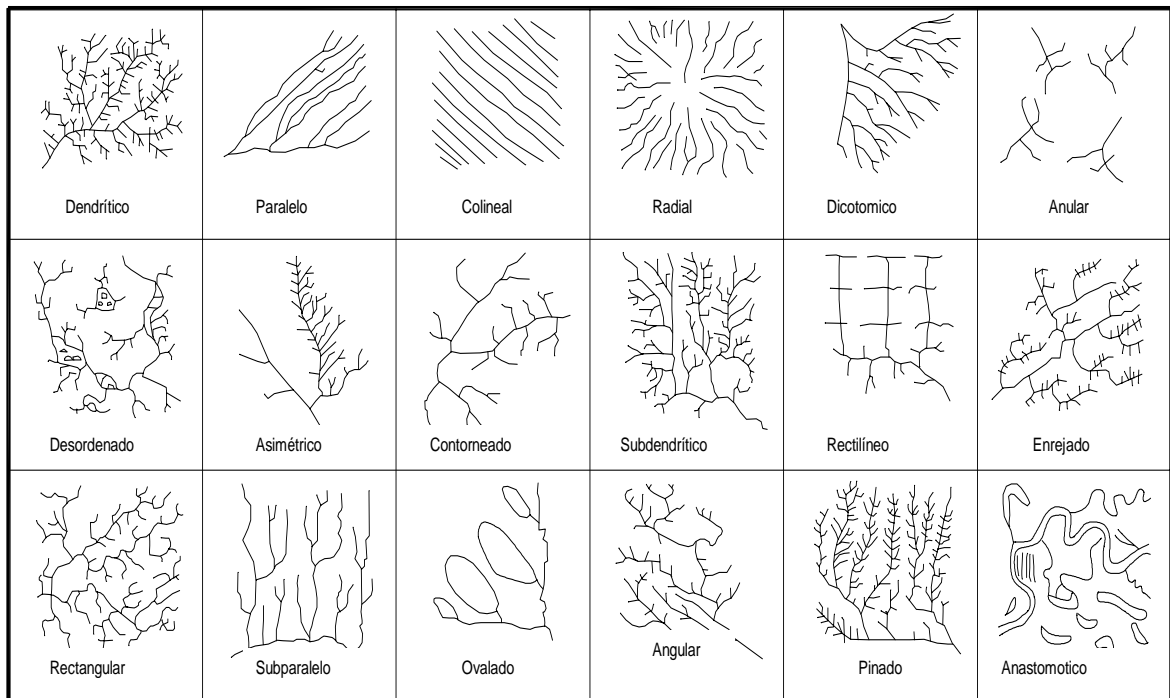 Dendrítico
Paralelo
Colineal
Radial
Dicotomico
Anular
Desordenado
Asimétrico
Contorneado
Subdendrítico
Rectilíneo
Enrejado
Rectangular
Subparalelo
Ovalado
Angular
Pinado
Anastomotico